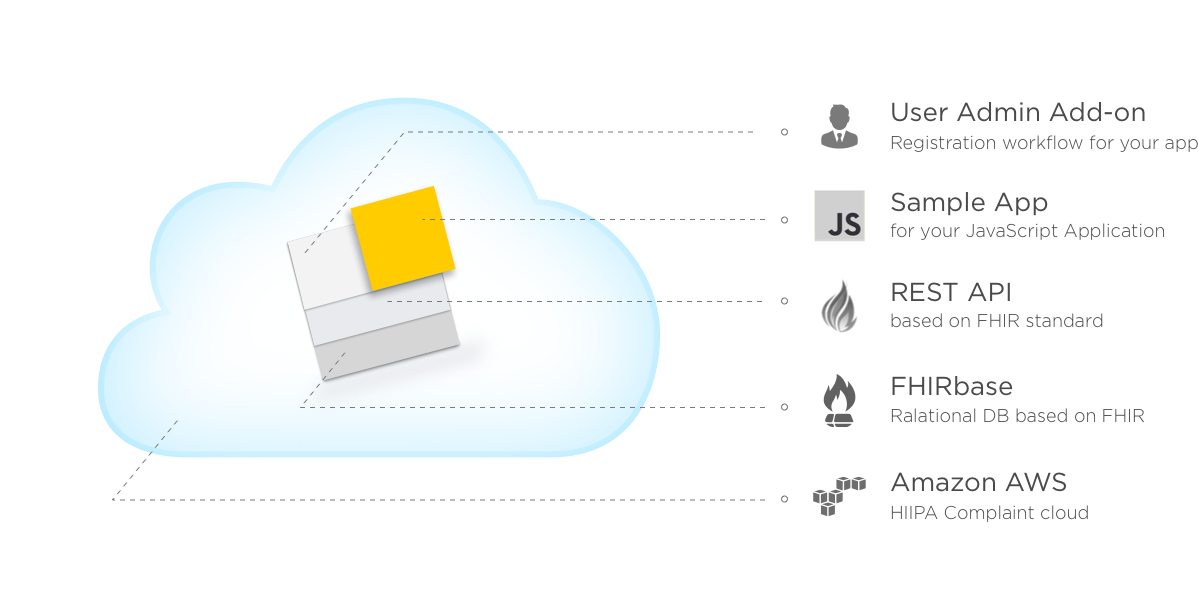 User Admin Add-on
Registration workflow for your app
JS
Sample App
for your JavaScript Application
REST API
based on FHIR standard
FHIRbase
Ralational DB based on FHIR
Amazon AWS
HIIPA Complaint cloud